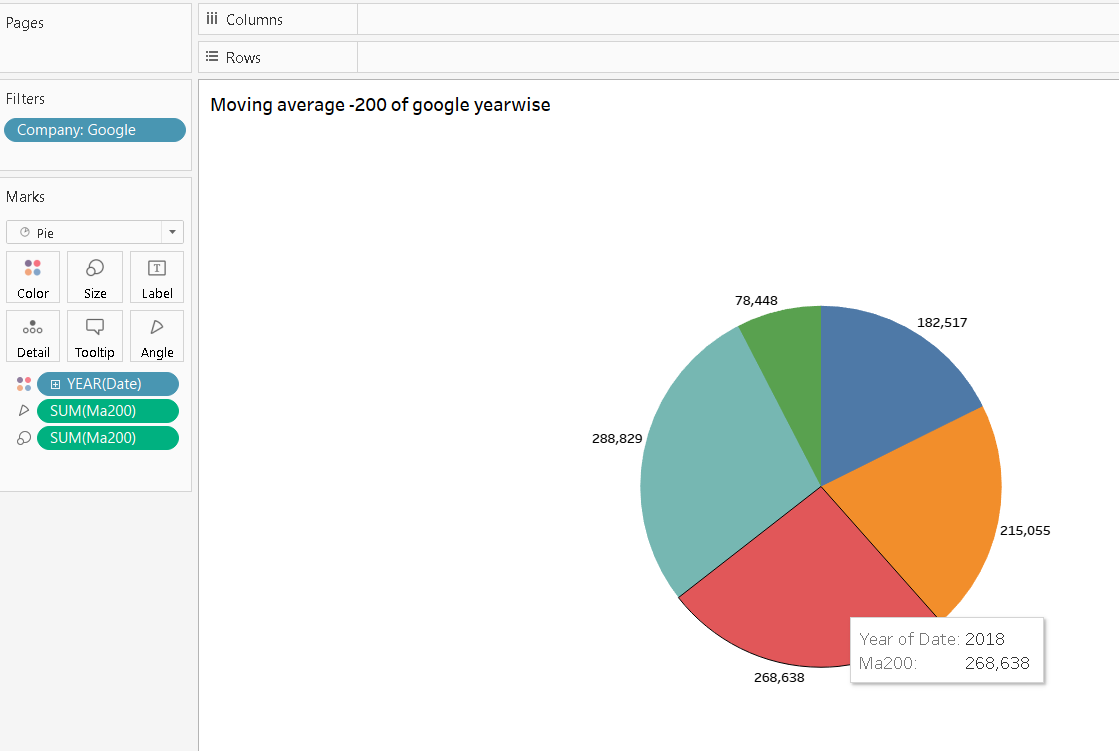 Pages
Columns
Rows
Filters
Company: Google
Moving average -200 of google yearwise
Marks
Pie
Color
Size
T
Label
Detail
Tooltip
Angle
YEAR(Date)
SUM(Ma200)
SUM(Ma200)
78,448
182,517
288,829
215,055
268,638
Year of Date: 2018
Ma200: 268,638